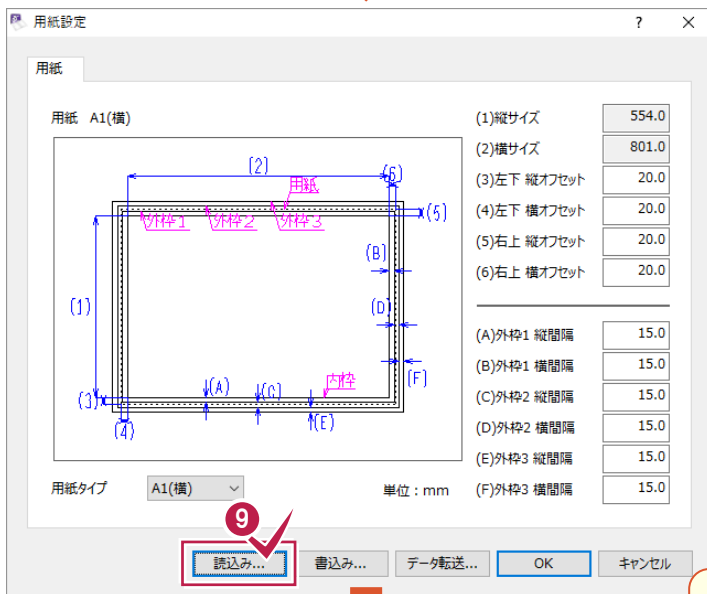 用紙設定
?
用紙
用紙 A1(横)
(2)
(6)
用紙
外枠1
外枠2
外枠3
(5)
(B)
(1)
(D)
内枠
(F)
(A)
(C)
(3)
(E)
(4)
(1)縦サイズ 554.0
(2)横サイズ 801.0
(3)左下 縦オフセット 20.0
(4)左下 横オフセット 20.0
(5)右上 縦オフセット 20.0
(6)右上 横オフセット 20.0
(A)外枠1 縦間隔 15.0
(B)外枠1 横間隔 15.0
(C)外枠2 縦間隔 15.0
(D)外枠2 横間隔 15.0
(E)外枠3 縦間隔 15.0
(F)外枠3 横間隔 15.0
用紙タイプ A1(横) 単位：mm
9
読込み... 書込み... データ転送... OK キャンセル